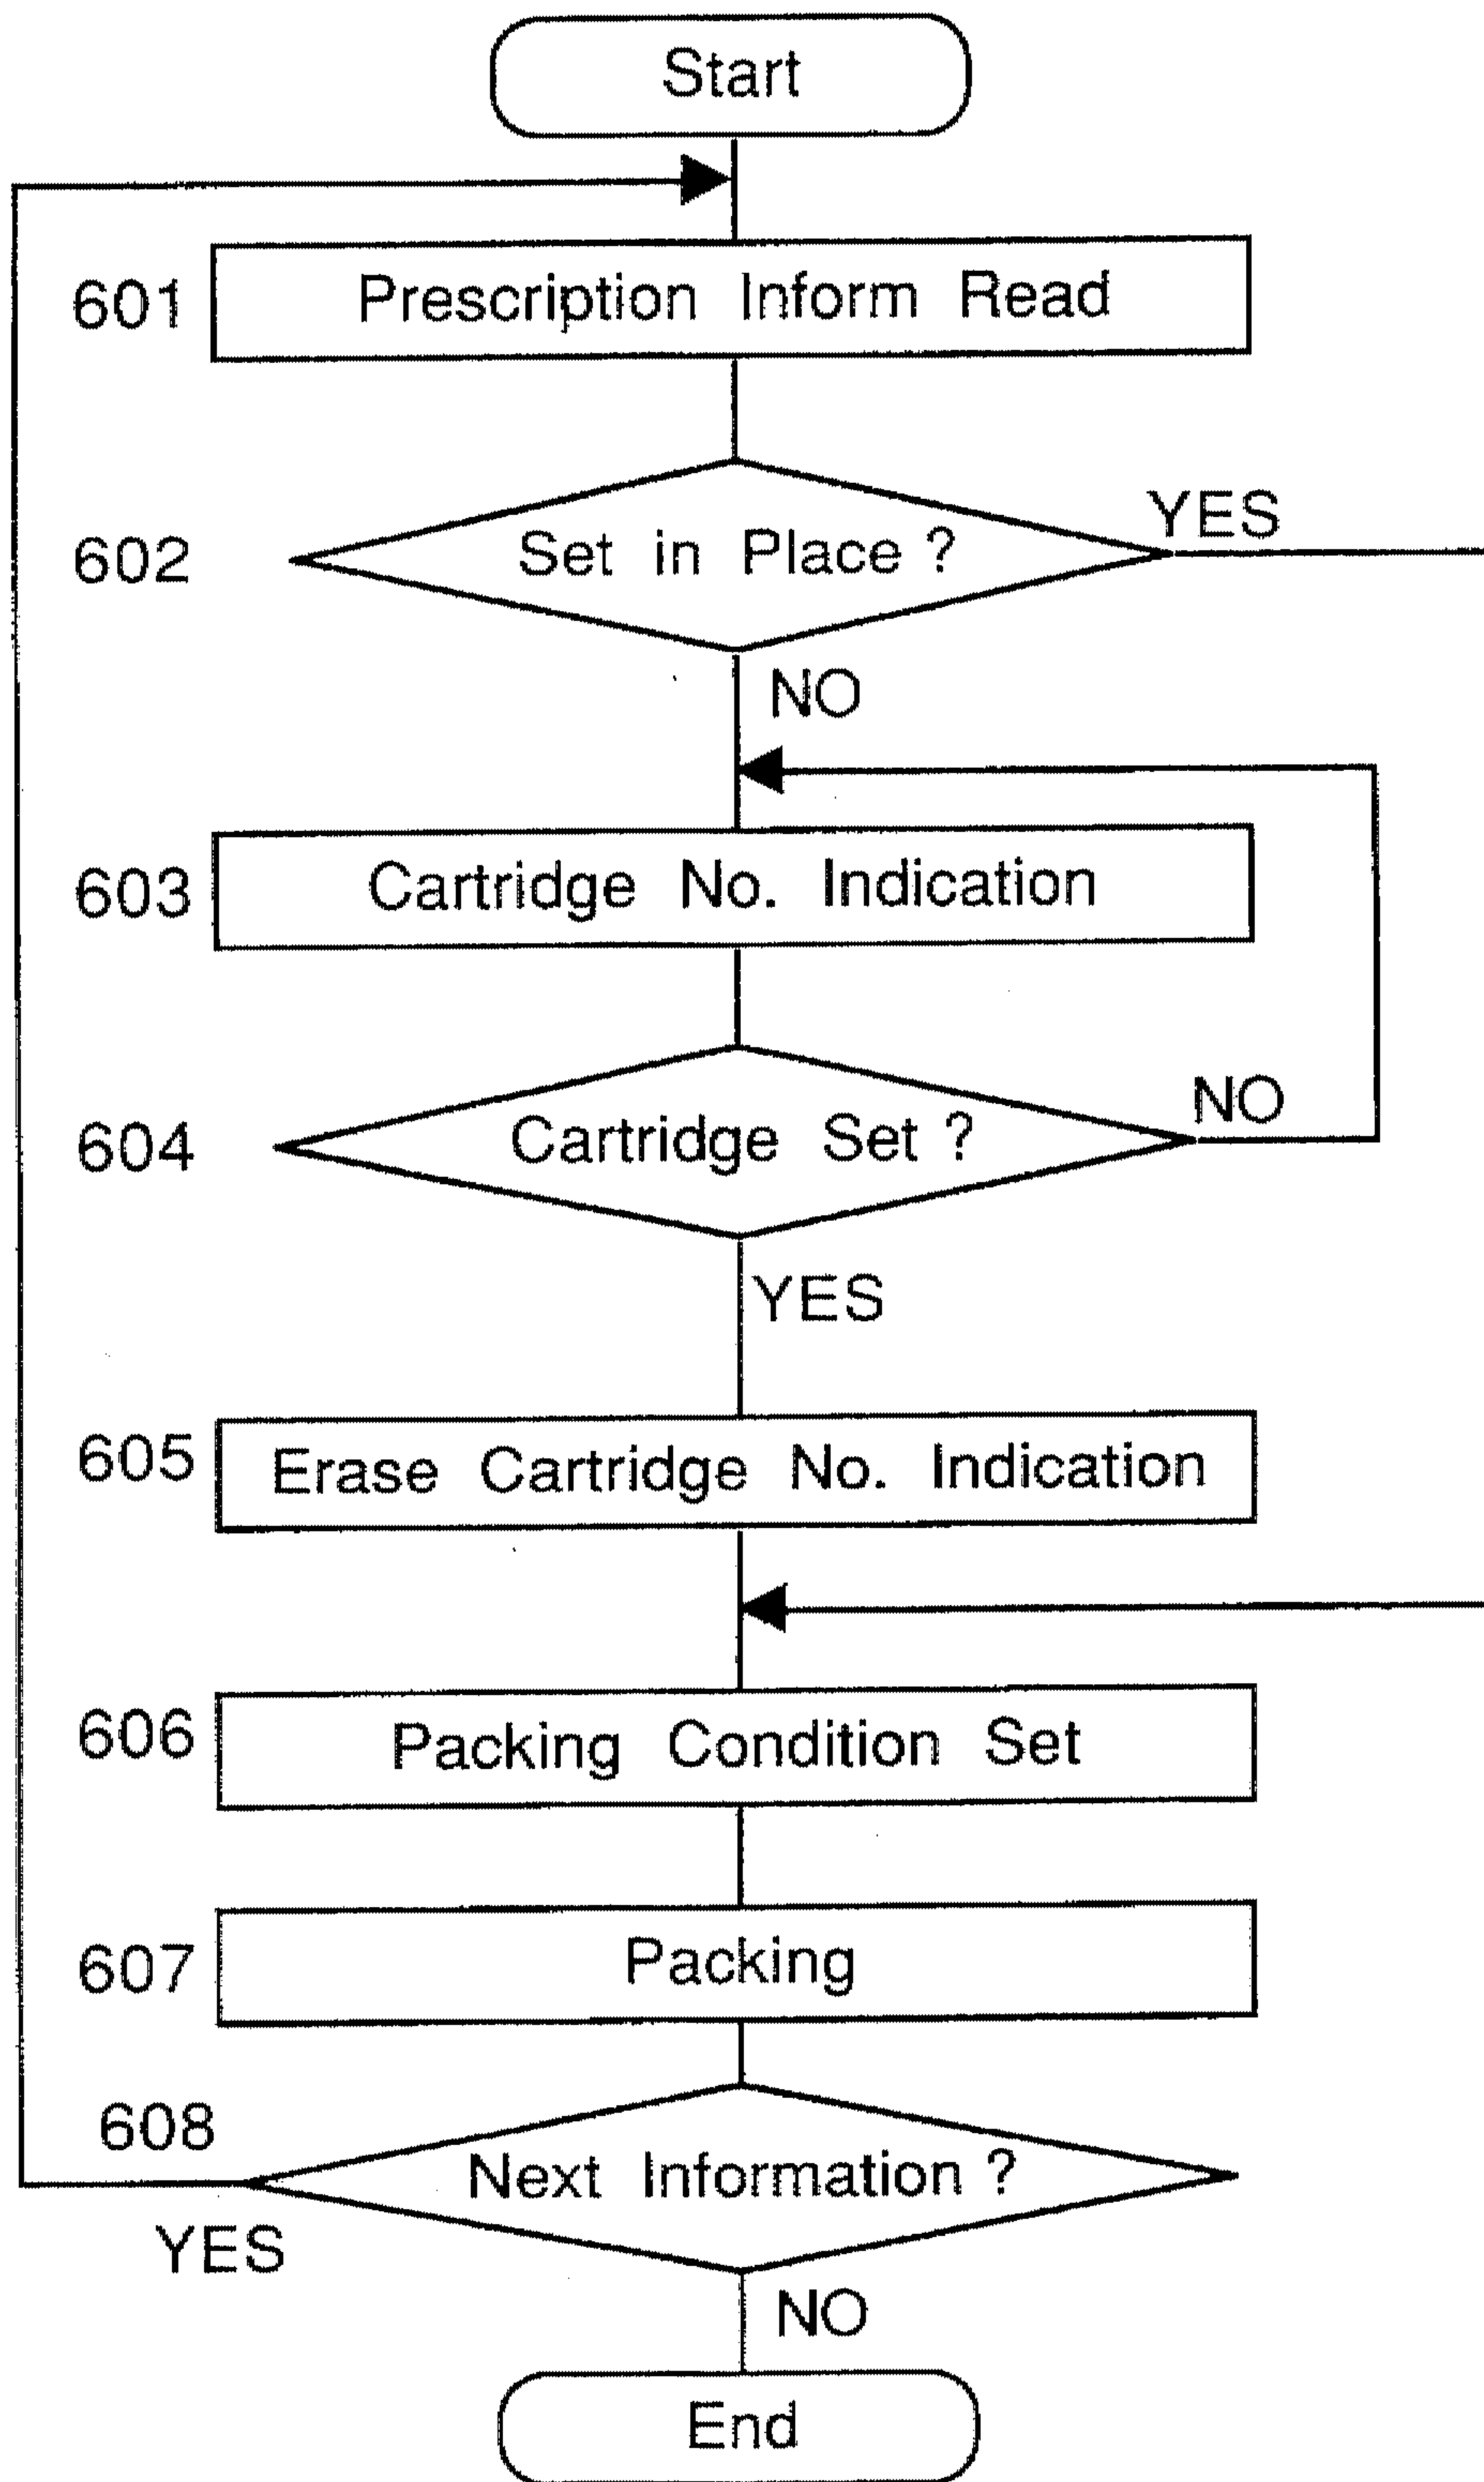 Start
601 Prescription Inform Read
602 Set in Place ? YES
NO
603 Cartridge No. Indication
604 Cartridge Set ? NO
YES
605 Erase Cartridge No. Indication
606 Packing Condition Set
607 Packing
608 Next Information ?
YES
NO
End